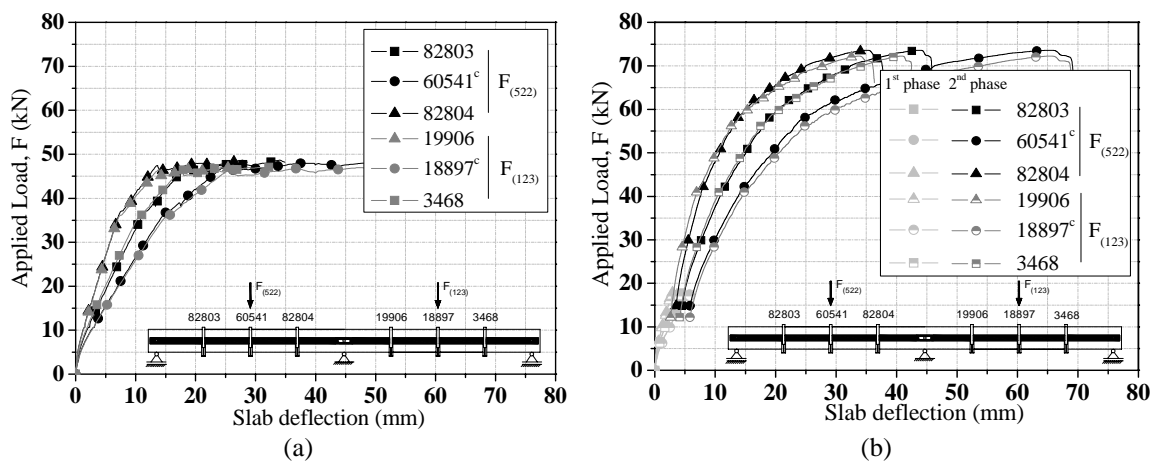 80
70
60
50
40
30
20
10
0
Applied Load, F (kN)
82803
60541c
82804
F(522)
19906
18897c
3468
F(123)
F(522)
F(123)
82803 60541 82804 19906 18897 3468
0 10 20 30 40 50 60 70 80
Slab deflection (mm)
(a)
80
70
60
50
40
30
20
10
0
Applied Load, F (kN)
1st phase 2nd phase
82803
60541c
82804
F(522)
19906
18897c
3468
F(123)
F(522)
F(123)
82803 60541 82804 19906 18897 3468
0 10 20 30 40 50 60 70 80
Slab deflection (mm)
(b)